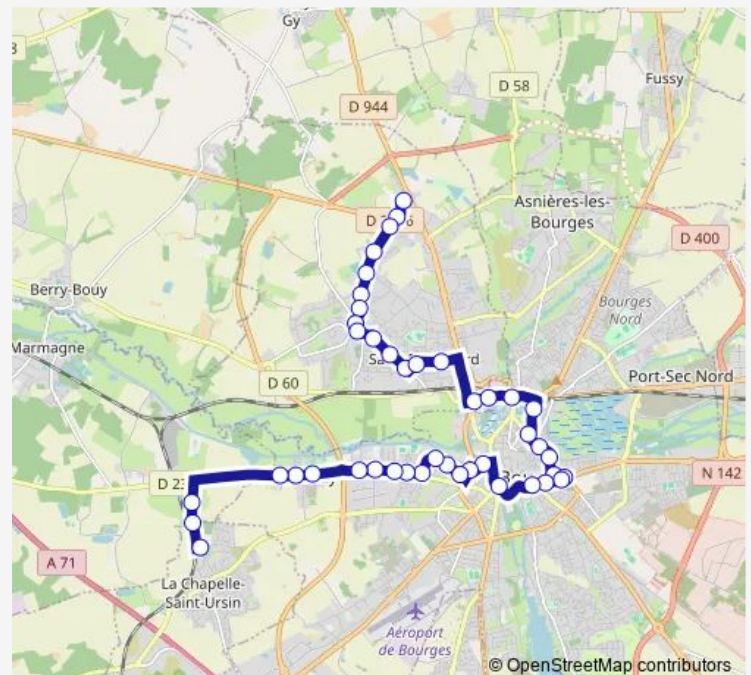 Gy
Fussy
D 58
D 944
Asnières-les-
Bourges
D 400
Berry-Bouy
Bourges
Nord
Marmagne
D 60
Port-Sec Nord
N 142
A 71
La Chapelle-
Saint-Ursin
Aéroport
de Bourges
© OpenStreetMap contributors